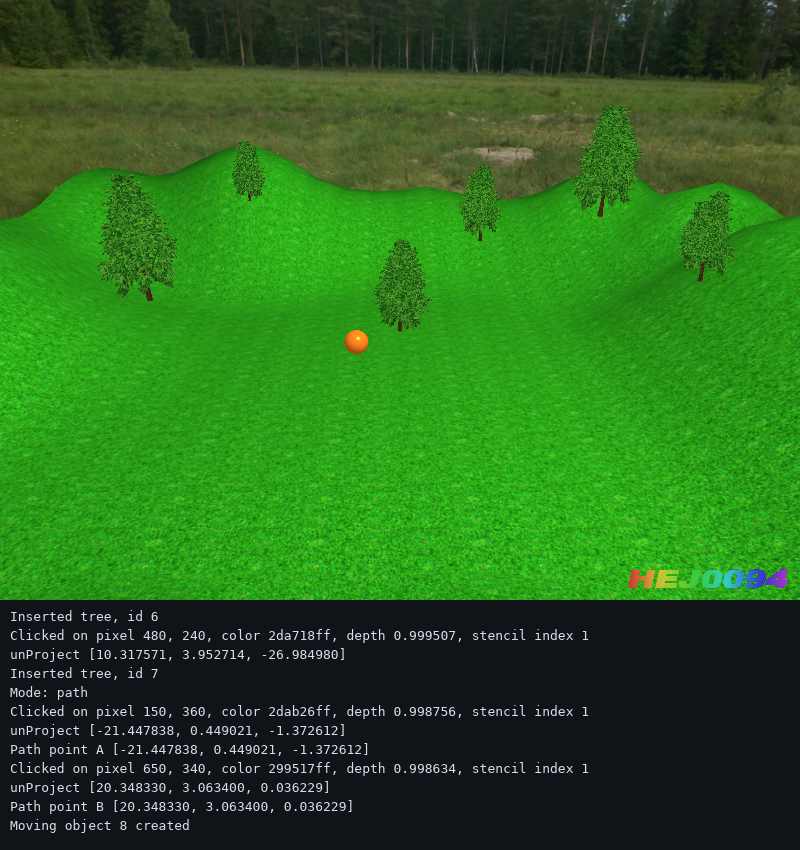 HEJ0094
Inserted tree, id 6
Clicked on pixel 480, 240, color 2da718ff, depth 0.999507, stencil index 1
unProject [10.317571, 3.952714, -26.984980]
Inserted tree, id 7
Mode: path
Clicked on pixel 150, 360, color 2dab26ff, depth 0.998756, stencil index 1
unProject [-21.447838, 0.449021, -1.372612]
Path point A [-21.447838, 0.449021, -1.372612]
Clicked on pixel 650, 340, color 299517ff, depth 0.998634, stencil index 1
unProject [20.348330, 3.063400, 0.036229]
Path point B [20.348330, 3.063400, 0.036229]
Moving object 8 created